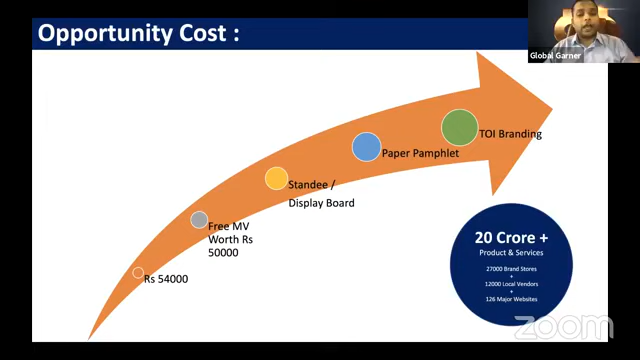 Opportunity Cost :
Global Garner
TOI Branding
Paper Pamphlet
Standee /
Display Board
Free MV
Worth Rs
50000
Rs 54000
20 Crore +
Product & Services
27000 Brand Stores
+
12000 Local Vendors
+
126 Major Websites
zoom